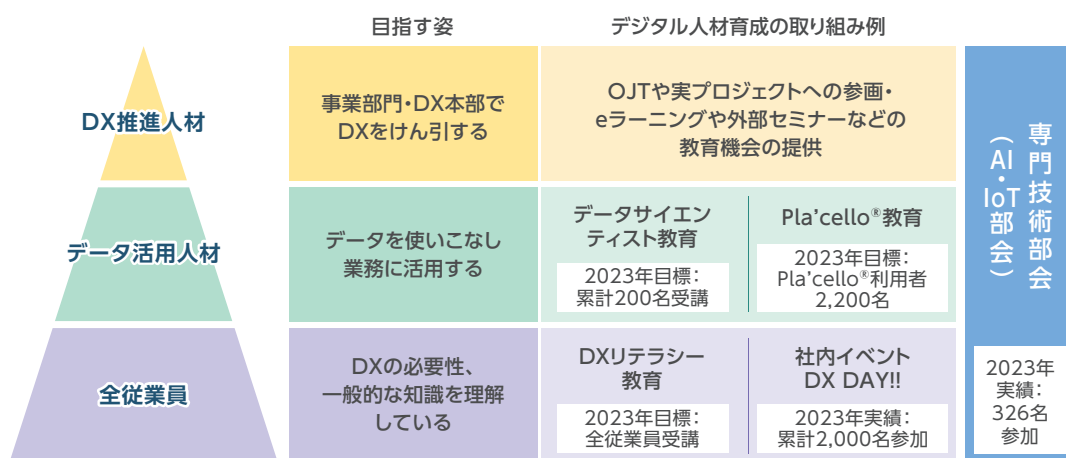 目指す姿
デジタル人材育成の取り組み例
DX推進人材
事業部門・DX本部で
DXをけん引する
OJTや実プロジェクトへの参画・
eラーニングや外部セミナーなどの
教育機会の提供
データ活用人材
データを使いこなし
業務に活用する
データサイエン
ティスト教育
2023年目標：
累計200名受講
Pla'cello®教育
2023年目標：
Pla'cello®利用者
2,200名
全従業員
DXの必要性、
一般的な知識を理解
している
DXリテラシー
教育
2023年目標：
全従業員受講
社内イベント
DX DAY!!
2023年実績：
累計2,000名参加
専門技術部会
（AI・IoT部会）
2023年
実績：
326名
参加